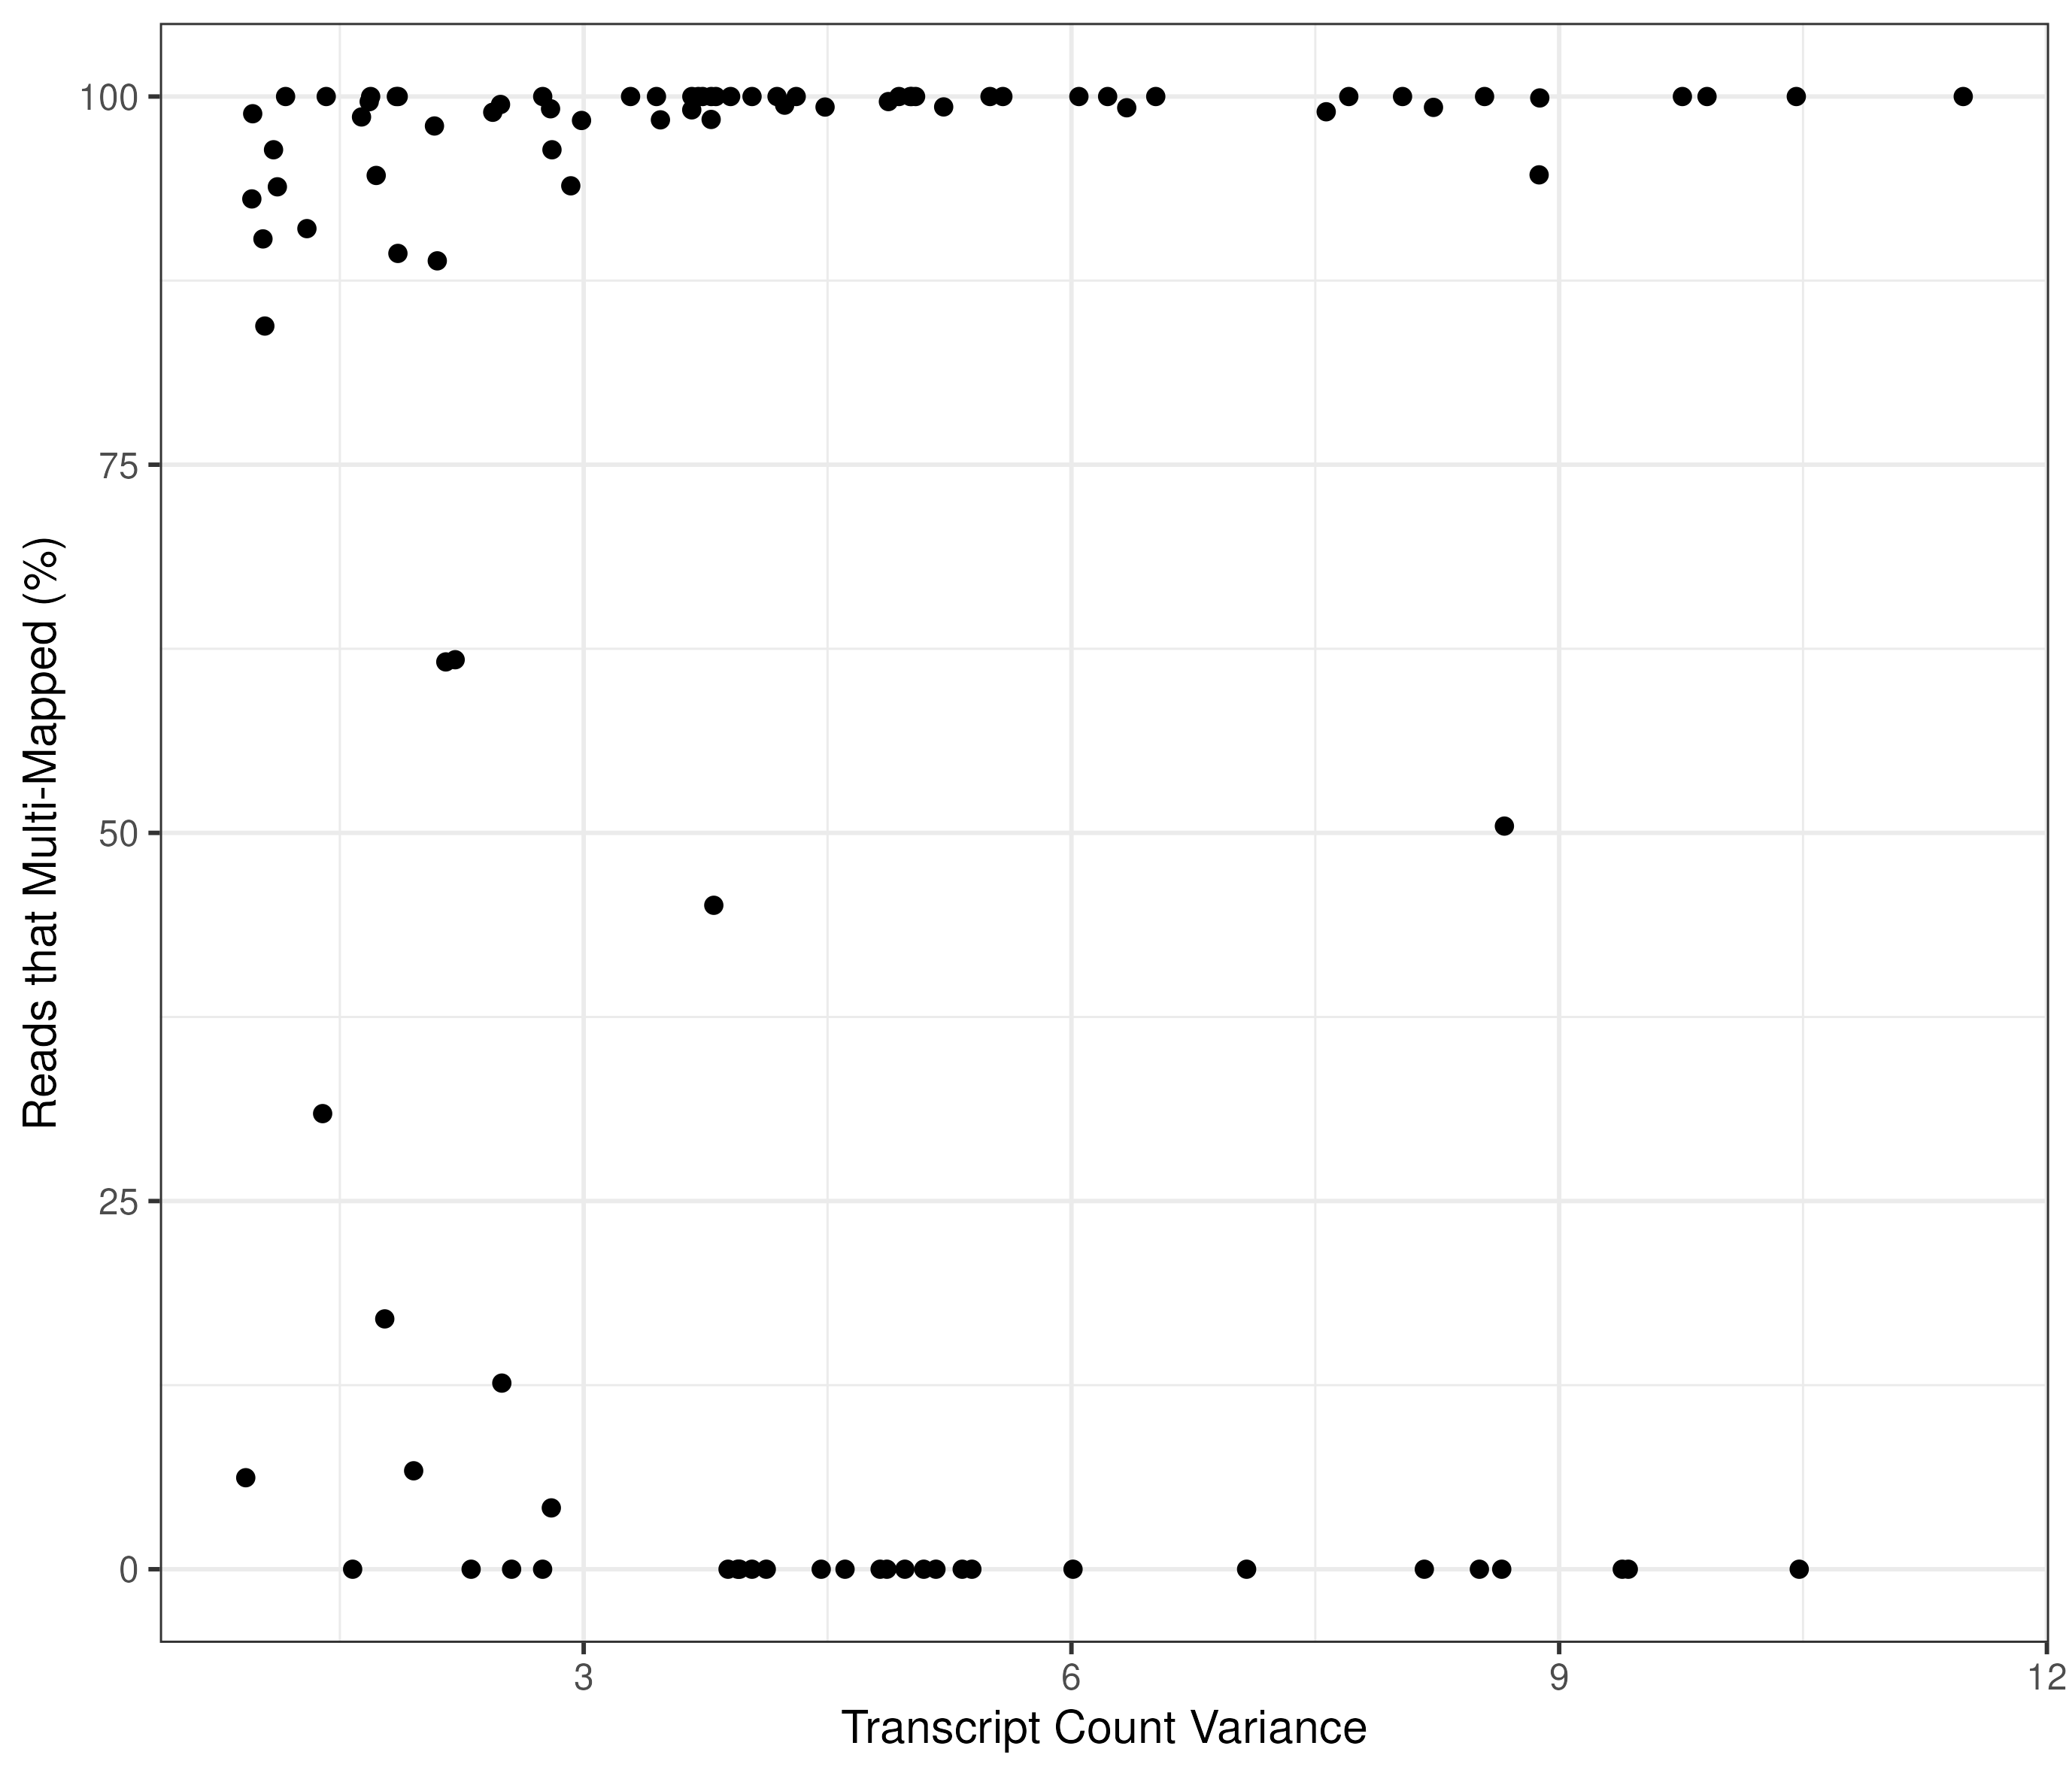 Reads that Multi-Mapped (%)
100
75
50
25
0
3 6 9 12
Transcript Count Variance